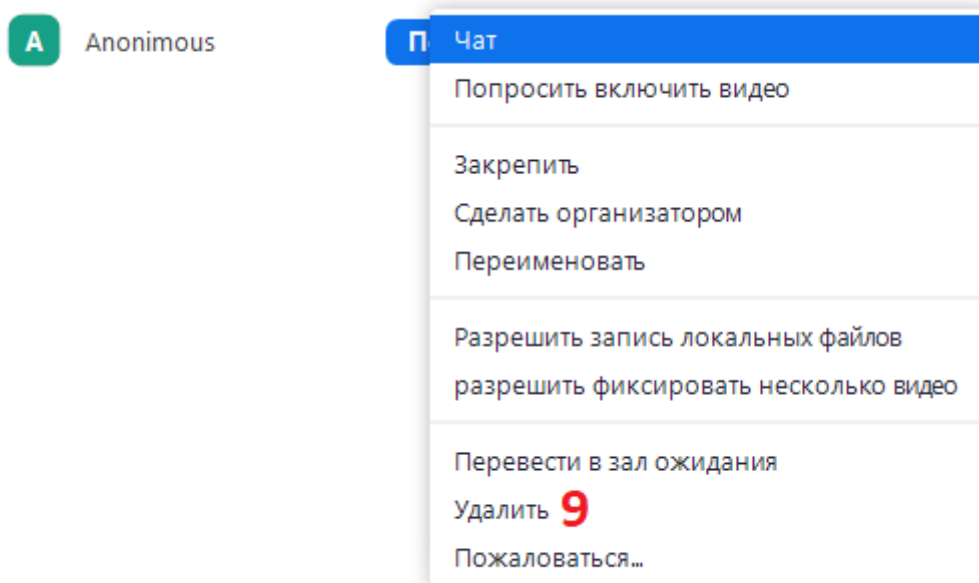 A Anonimous
Чат
Попросить включить видео
Закрепить
Сделать организатором
Переименовать
Разрешить запись локальных файлов
разрешить фиксировать несколько видео
Перевести в зал ожидания
Удалить 9
Пожаловаться...